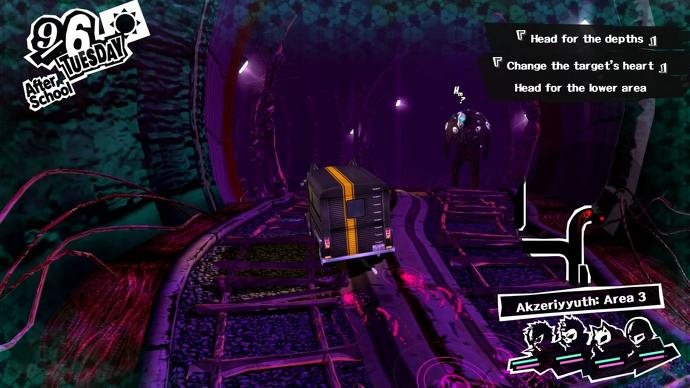 9/6
TUESDAY
After
School
『 Head for the depths 』
『 Change the target's heart 』
Head for the lower area
Hm
?
Akzeriyyuth: Area 3